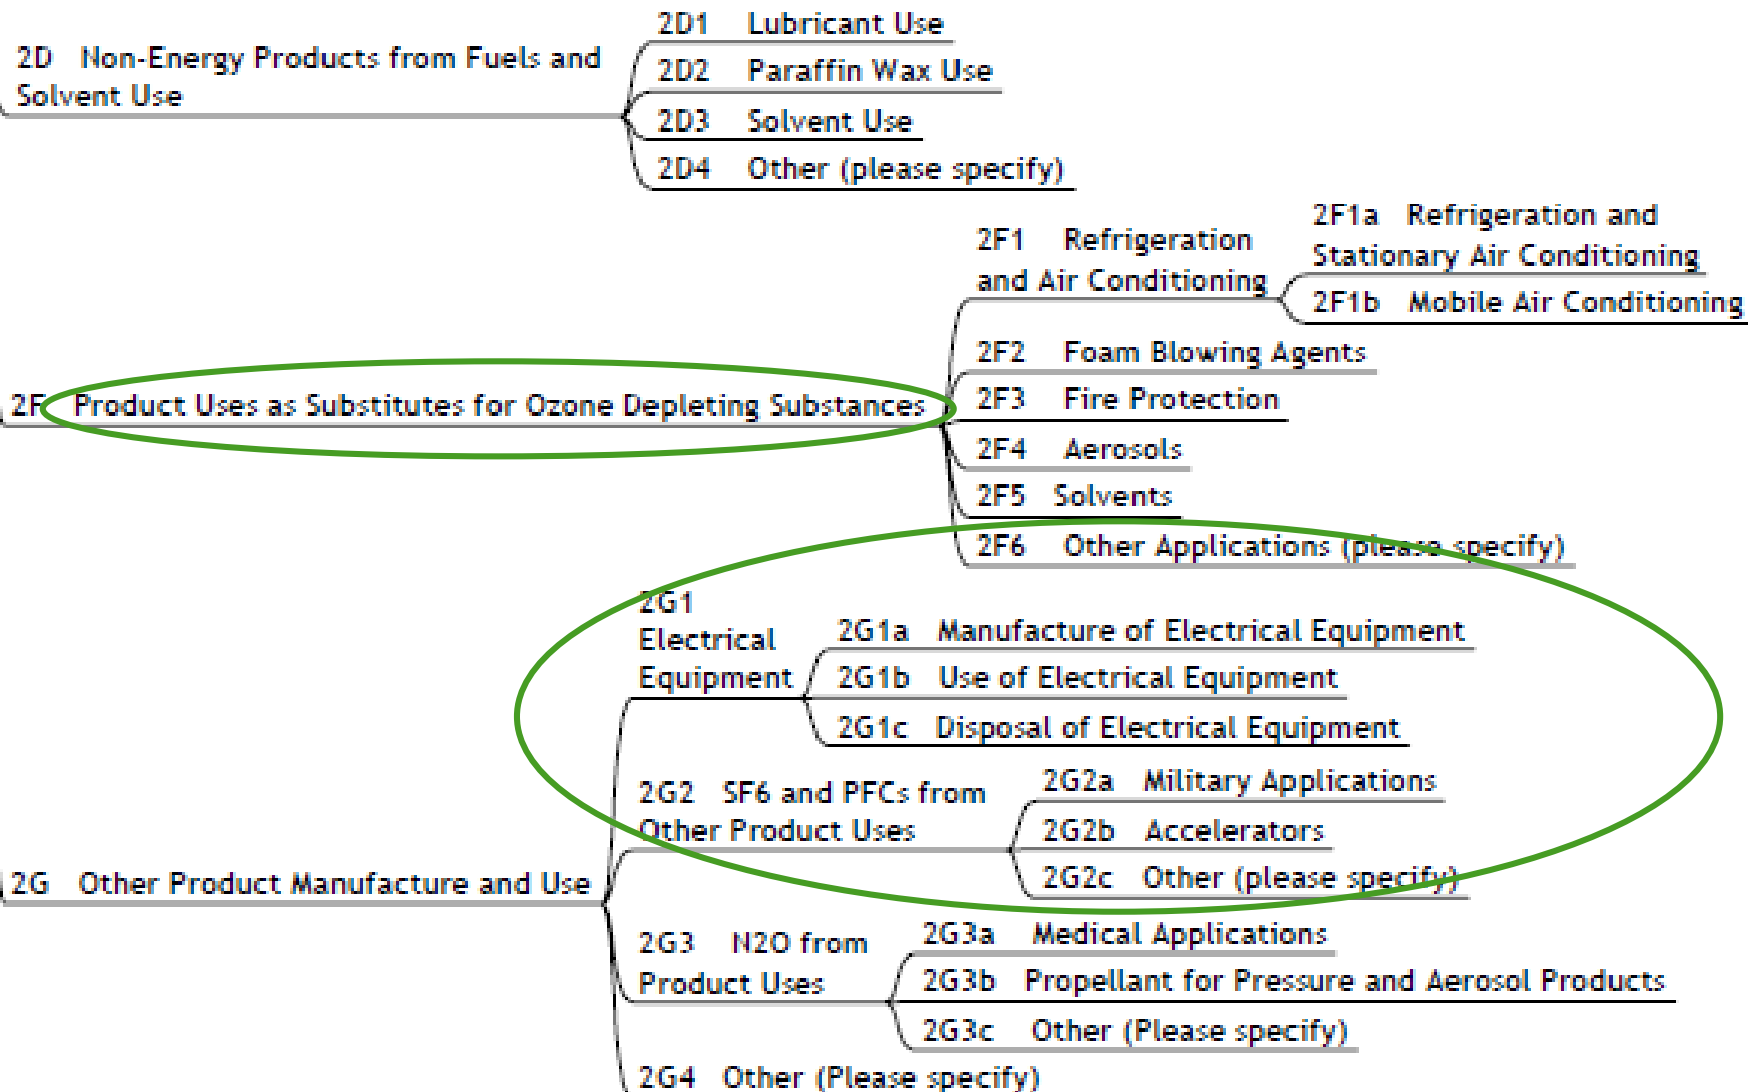 2D Non-Energy Products from Fuels and
Solvent Use
2D1 Lubricant Use
2D2 Paraffin Wax Use
2D3 Solvent Use
2D4 Other (please specify)
2F Product Uses as Substitutes for Ozone Depleting Substances
2F1 Refrigeration
and Air Conditioning
2F1a Refrigeration and
Stationary Air Conditioning
2F1b Mobile Air Conditioning
2F2 Foam Blowing Agents
2F3 Fire Protection
2F4 Aerosols
2F5 Solvents
2F6 Other Applications (please specify)
2G Other Product Manufacture and Use
2G1
Electrical
Equipment
2G1a Manufacture of Electrical Equipment
2G1b Use of Electrical Equipment
2G1c Disposal of Electrical Equipment
2G2 SF6 and PFCs from
Other Product Uses
2G2a Military Applications
2G2b Accelerators
2G2c Other (please specify)
2G3 N2O from
Product Uses
2G3a Medical Applications
2G3b Propellant for Pressure and Aerosol Products
2G3c Other (Please specify)
2G4 Other (Please specify)